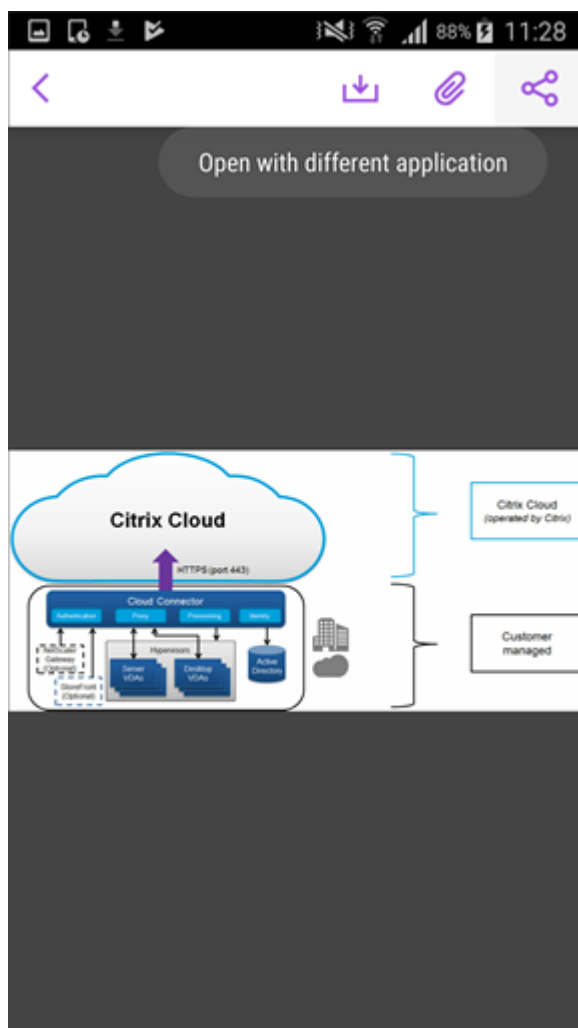 88% 11:28
Open with different application
Citrix Cloud
HTTPS (port 443)
Citrix Cloud
(operated by Citrix)
Cloud Connector
Authentication Proxy Provisioning Identity
NetScaler
Gateway
(Optional)
Hypervisors
Server
VDAs
Desktop
VDAs
Active
Directory
StoreFront
(Optional)
Customer
managed